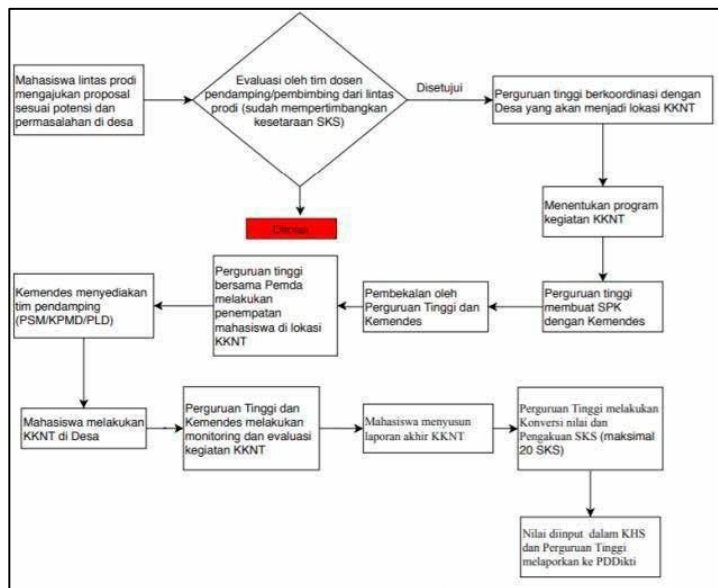 Mahasiswa lintas prodi
mengajukan proposal
sesuai potensi dan
permasalahan di desa
Evaluasi oleh tim dosen
pendamping/pembimbing dari lintas
prodi (sudah mempertimbangkan
kesetaraan SKS)
Disetujui
Perguruan tinggi berkoordinasi dengan
Desa yang akan menjadi lokasi KKNT
Ditolak
Menentukan program
kegiatan KKNT
Perguruan tinggi
membuat SPK
dengan Kemendes
Pembekalan oleh
Perguruan Tinggi dan
Kemendes
Perguruan tinggi
bersama Pemda
melakukan
penempatan
mahasiswa di lokasi
KKNT
Kemendes menyediakan
tim pendamping
(PSM/KPMD/PLD)
Mahasiswa melakukan
KKNT di Desa
Perguruan Tinggi dan
Kemendes melakukan
monitoring dan evaluasi
kegiatan KKNT
Mahasiswa menyusun
laporan akhir KKNT
Perguruan Tinggi melakukan
Konversi nilai dan
Pengakuan SKS (maksimal
20 SKS)
Nilai diinput dalam KHS
dan Perguruan Tinggi
melaporkan ke PDDikti